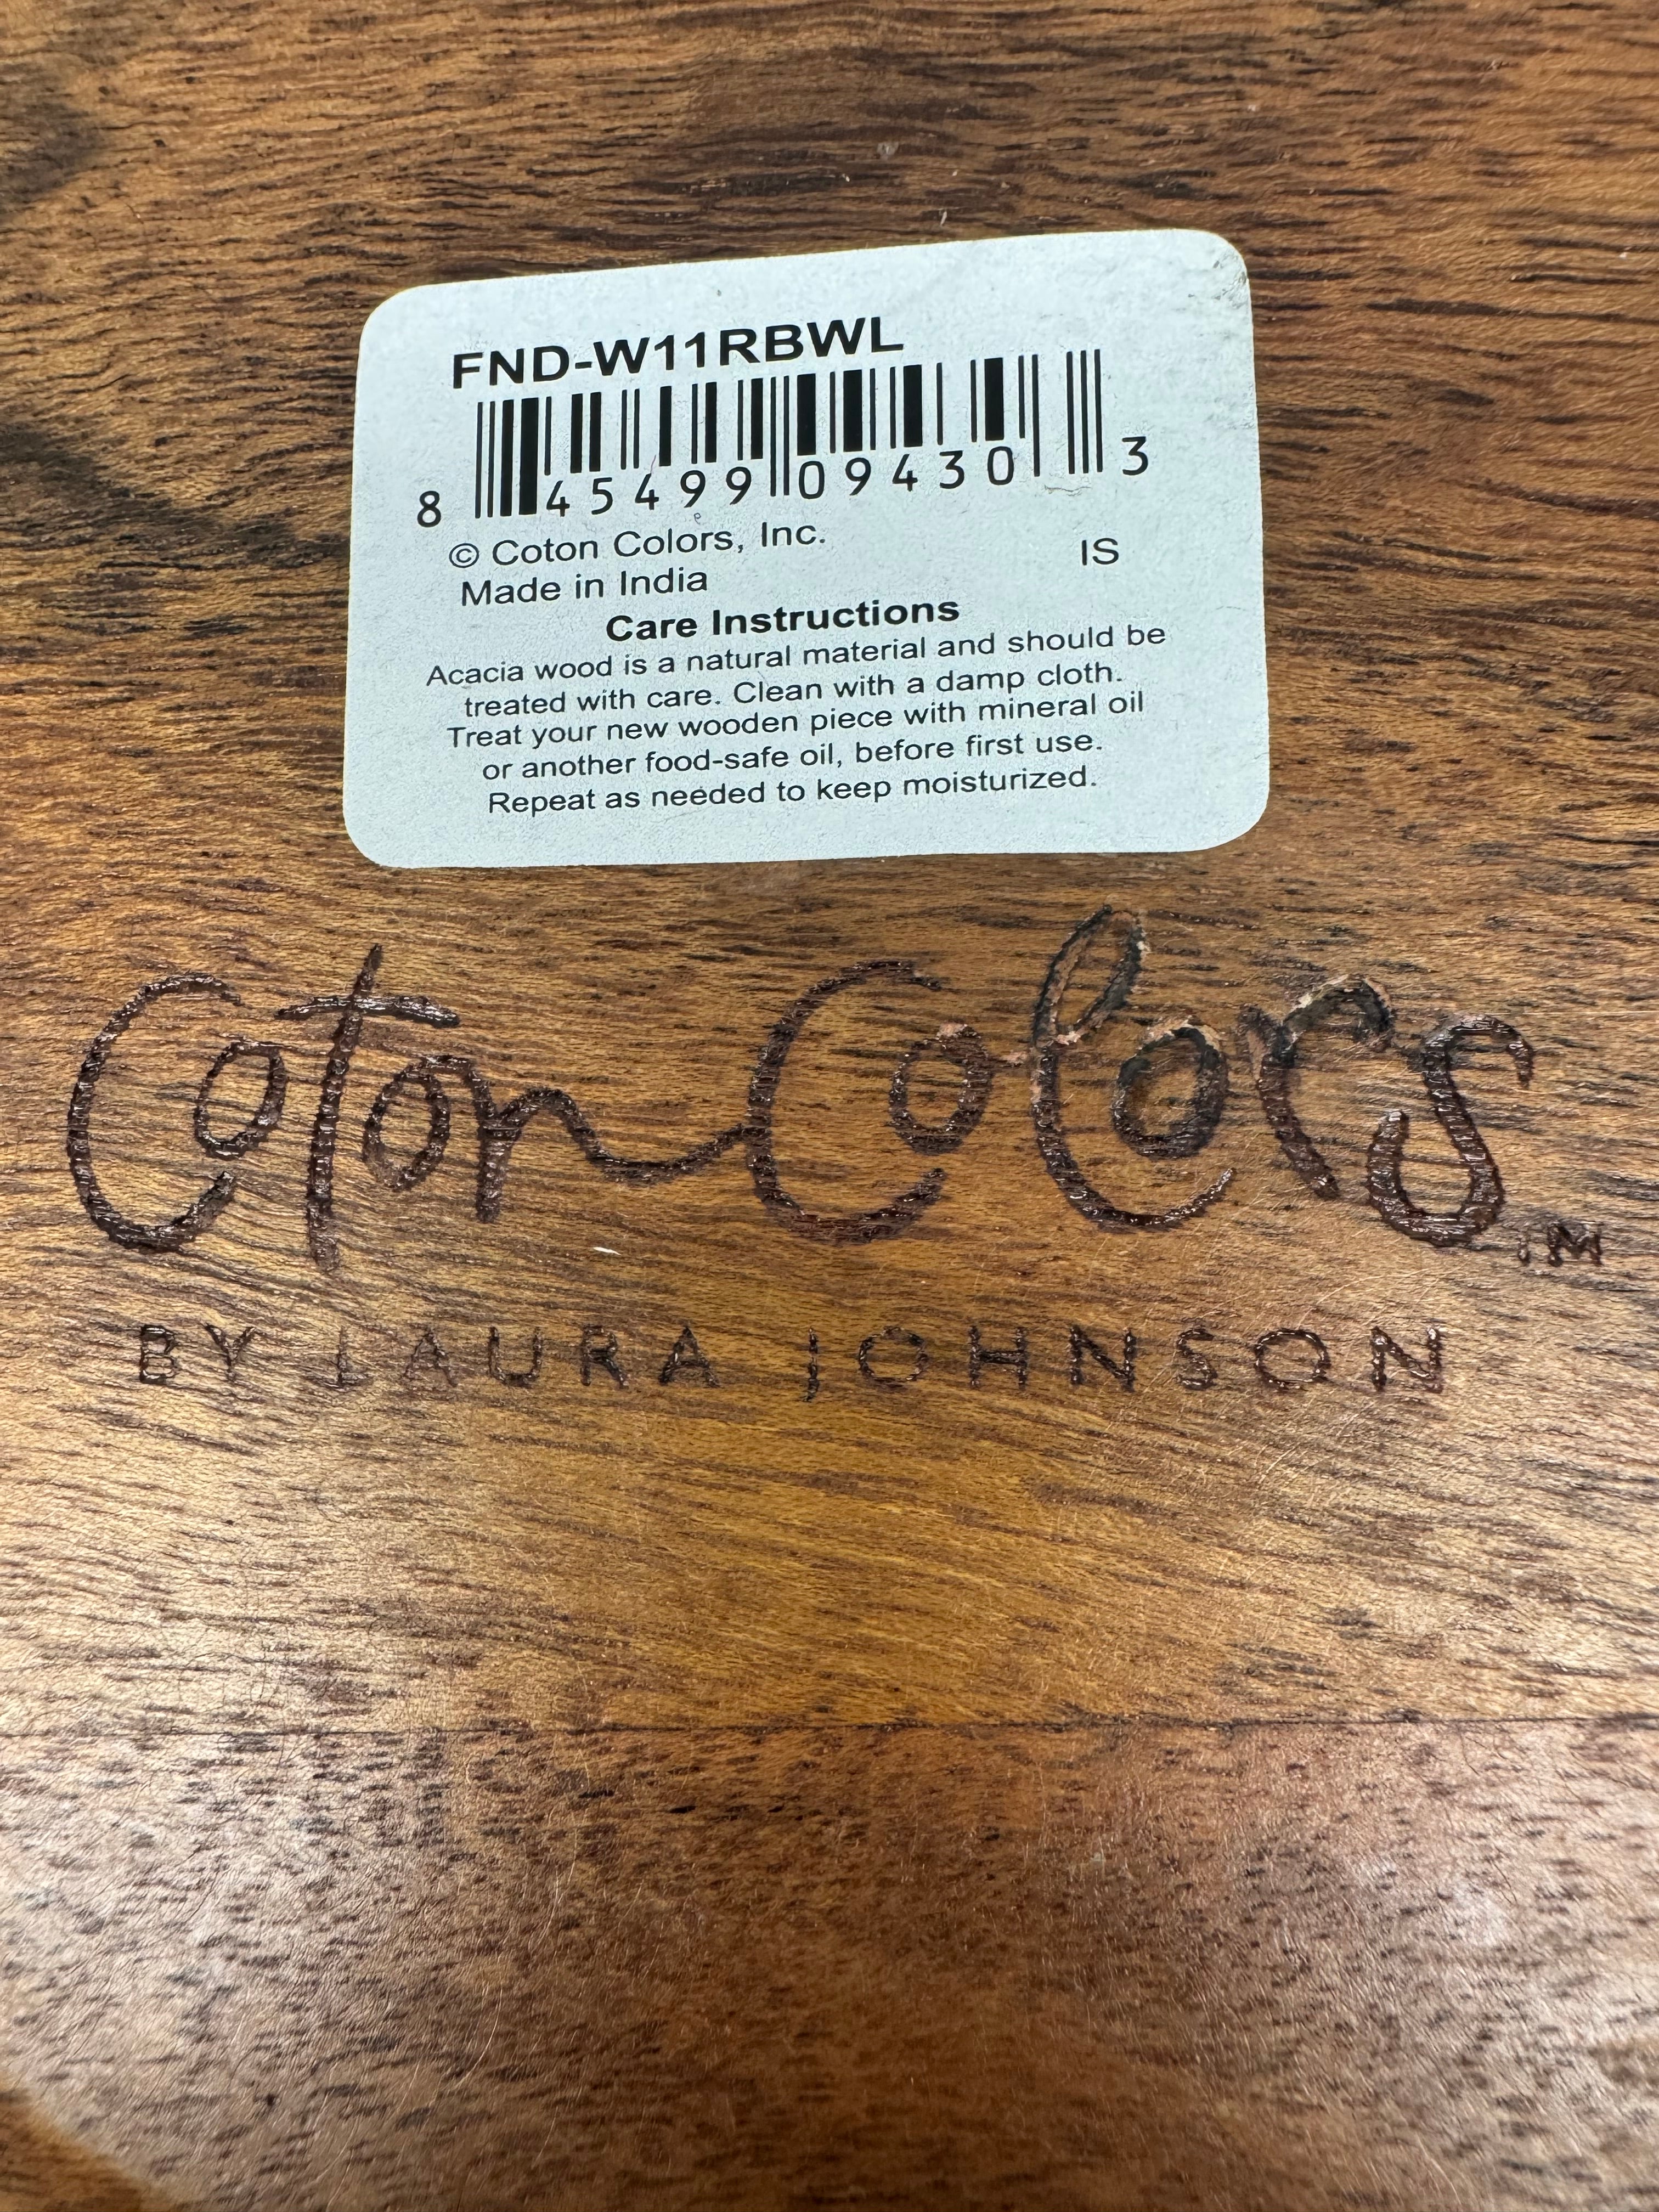 FND-W11RBWL
8 45499 09430 3
© Coton Colors, Inc.
IS
Made in India
Care Instructions
Acacia wood is a natural material and should be
treated with care. Clean with a damp cloth.
Treat your new wooden piece with mineral oil
or another food-safe oil, before first use.
Repeat as needed to keep moisturized.
Coton Colors™
BY LAURA JOHNSON